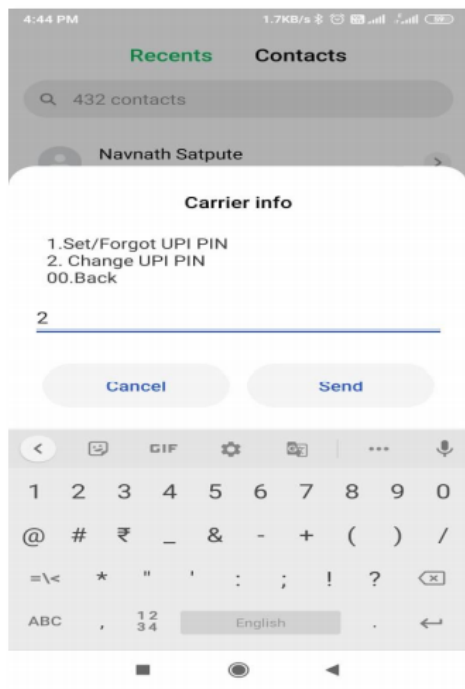 4:44 PM 1.7KB/s
Recents Contacts
432 contacts
Navnath Satpute
Carrier info
1.Set/Forgot UPI PIN
2. Change UPI PIN
00.Back
2
Cancel Send
GIF
1 2 3 4 5 6 7 8 9 0
@ # ₹ _ & - + ( ) /
=\< * " ' : ; ! ?
ABC , 12 34 English .